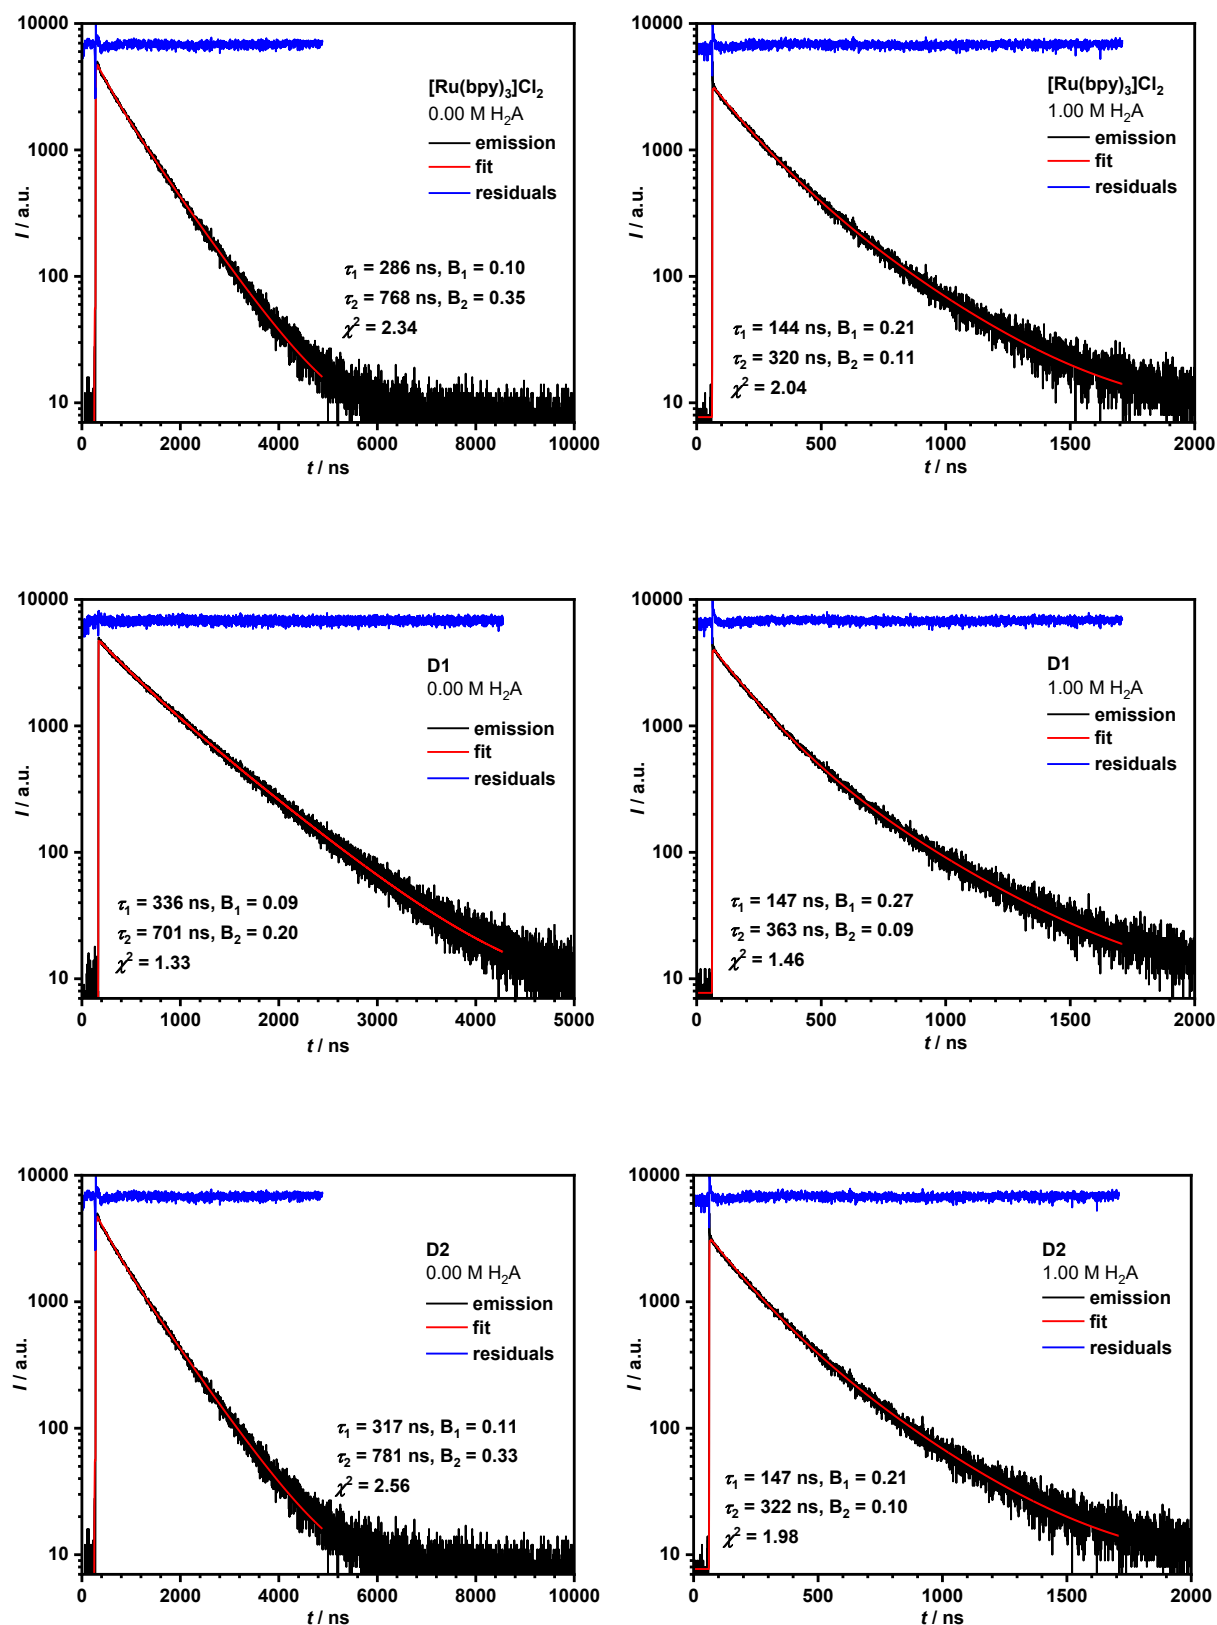 10000
1000
100
10
I / a.u.
[Ru(bpy)₃]Cl₂
0.00 M H₂A
emission
fit
residuals
τ₁ = 286 ns, B₁ = 0.10
τ₂ = 768 ns, B₂ = 0.35
χ² = 2.34
0 2000 4000 6000 8000 10000
t / ns
10000
1000
100
10
I / a.u.
[Ru(bpy)₃]Cl₂
1.00 M H₂A
emission
fit
residuals
τ₁ = 144 ns, B₁ = 0.21
τ₂ = 320 ns, B₂ = 0.11
χ² = 2.04
0 500 1000 1500 2000
t / ns
10000
1000
100
10
I / a.u.
D1
0.00 M H₂A
emission
fit
residuals
τ₁ = 336 ns, B₁ = 0.09
τ₂ = 701 ns, B₂ = 0.20
χ² = 1.33
0 1000 2000 3000 4000 5000
t / ns
10000
1000
100
10
I / a.u.
D1
1.00 M H₂A
emission
fit
residuals
τ₁ = 147 ns, B₁ = 0.27
τ₂ = 363 ns, B₂ = 0.09
χ² = 1.46
0 500 1000 1500 2000
t / ns
10000
1000
100
10
I / a.u.
D2
0.00 M H₂A
emission
fit
residuals
τ₁ = 317 ns, B₁ = 0.11
τ₂ = 781 ns, B₂ = 0.33
χ² = 2.56
0 2000 4000 6000 8000 10000
t / ns
10000
1000
100
10
I / a.u.
D2
1.00 M H₂A
emission
fit
residuals
τ₁ = 147 ns, B₁ = 0.21
τ₂ = 322 ns, B₂ = 0.10
χ² = 1.98
0 500 1000 1500 2000
t / ns